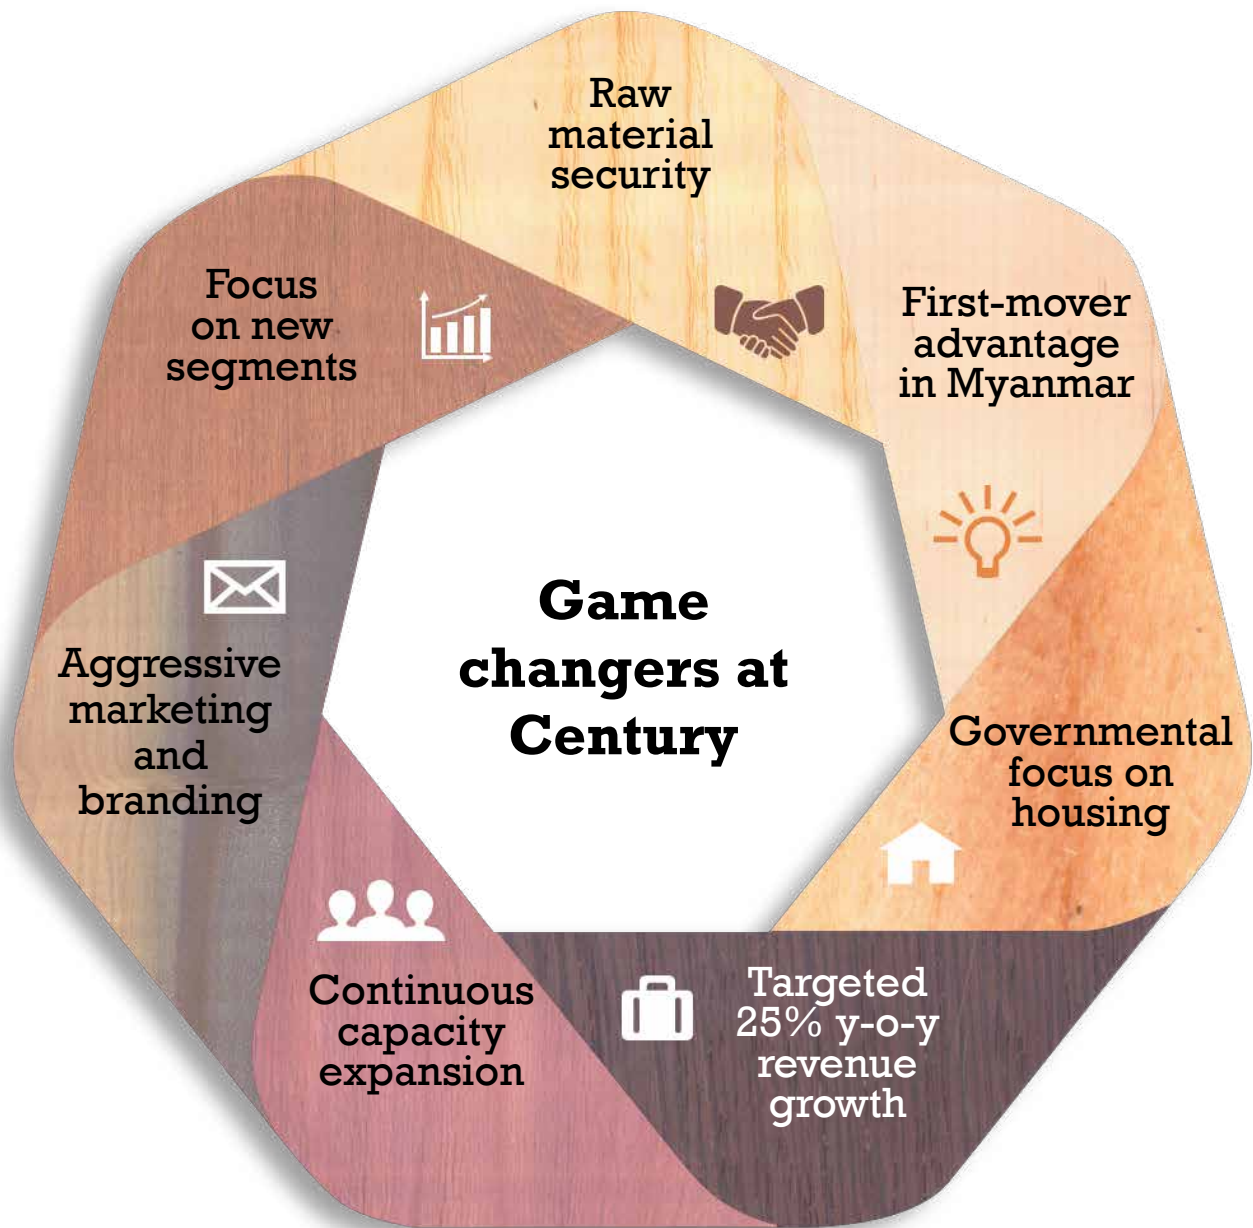 Raw
material
security
First-mover
advantage
in Myanmar
Governmental
focus on
housing
Targeted
25% y-o-y
revenue
growth
Continuous
capacity
expansion
Aggressive
marketing
and
branding
Focus
on new
segments
Game
changers at
Century